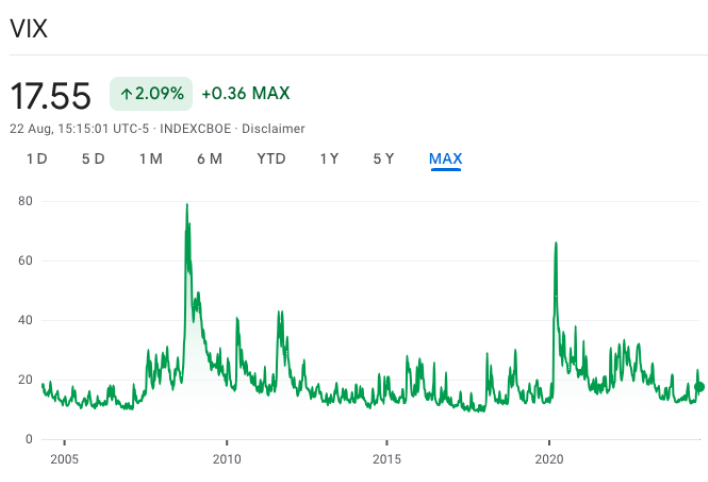 VIX
17.55 ↑2.09% +0.36 MAX
22 Aug, 15:15:01 UTC-5 · INDEXCBOE · Disclaimer
1 D 5 D 1 M 6 M YTD 1 Y 5 Y MAX
80
60
40
20
0
2005 2010 2015 2020